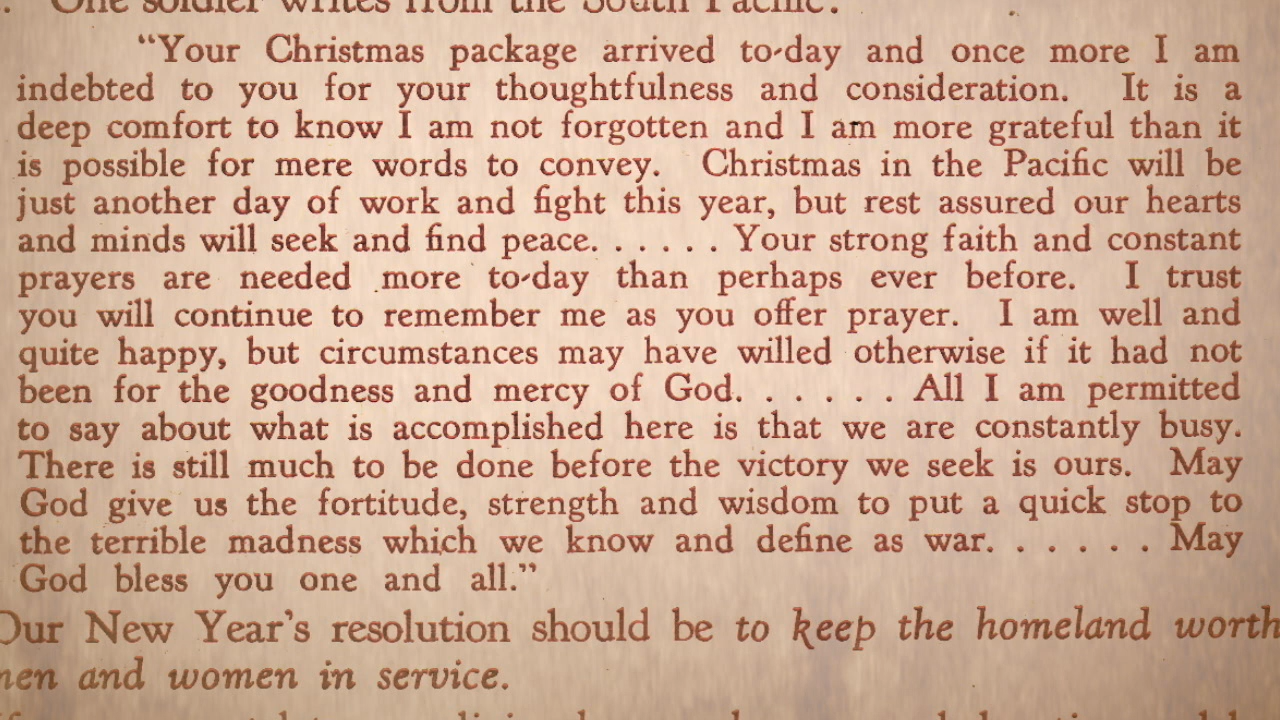 One soldier writes from the South Pacific:
“Your Christmas package arrived to-day and once more I am
indebted to you for your thoughtfulness and consideration. It is a
deep comfort to know I am not forgotten and I am more grateful than it
is possible for mere words to convey. Christmas in the Pacific will be
just another day of work and fight this year, but rest assured our hearts
and minds will seek and find peace. . . . . . Your strong faith and constant
prayers are needed more to-day than perhaps ever before. I trust
you will continue to remember me as you offer prayer. I am well and
quite happy, but circumstances may have willed otherwise if it had not
been for the goodness and mercy of God. . . . . . All I am permitted
to say about what is accomplished here is that we are constantly busy.
There is still much to be done before the victory we seek is ours. May
God give us the fortitude, strength and wisdom to put a quick stop to
the terrible madness which we know and define as war. . . . . . May
God bless you one and all.”
Our New Year’s resolution should be to keep the homeland worth
men and women in service.